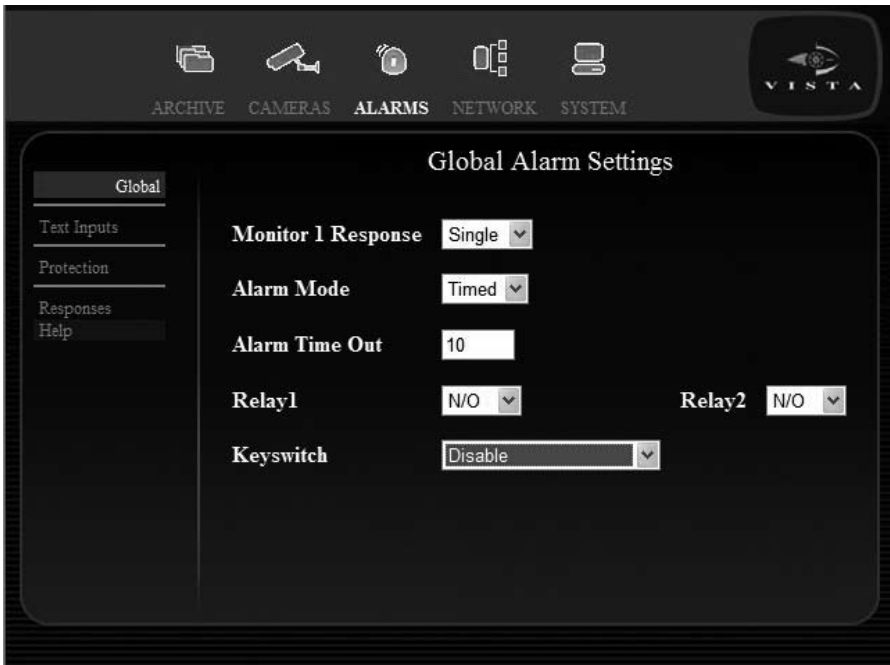 ARCHIVE CAMERAS ALARMS NETWORK SYSTEM
VISTA
Global Alarm Settings
Global
Text Inputs
Protection
Responses
Help
Monitor 1 Response Single
Alarm Mode Timed
Alarm Time Out 10
Relay1 N/O Relay2 N/O
Keyswitch Disable